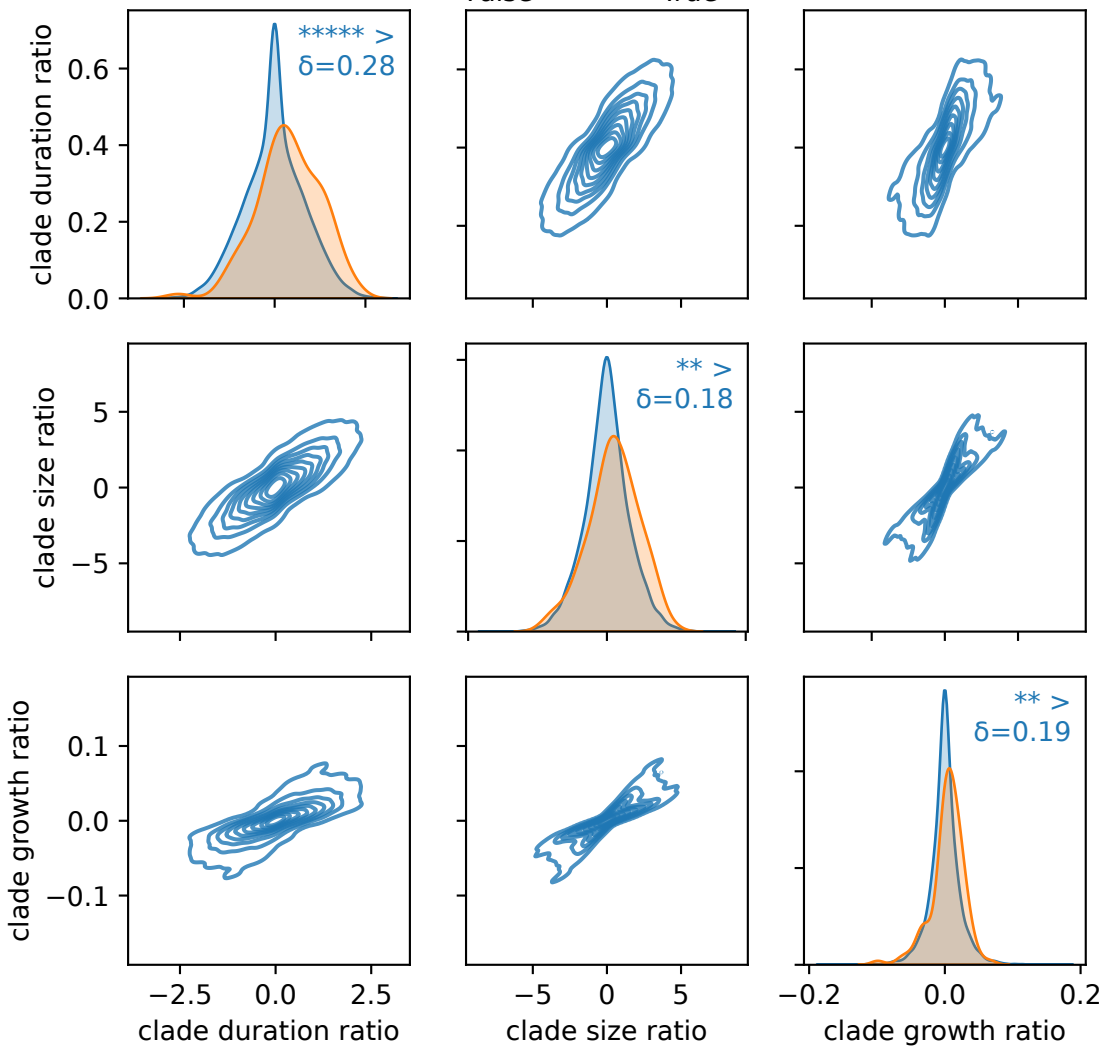 ***** >
δ=0.28
clade duration ratio
0.6
0.4
0.2
0.0
** >
δ=0.18
clade size ratio
5
0
−5
** >
δ=0.19
clade growth ratio
0.1
0.0
−0.1
−2.5 0.0 2.5
−5 0 5
−0.2 0.0 0.2
clade duration ratio
clade size ratio
clade growth ratio